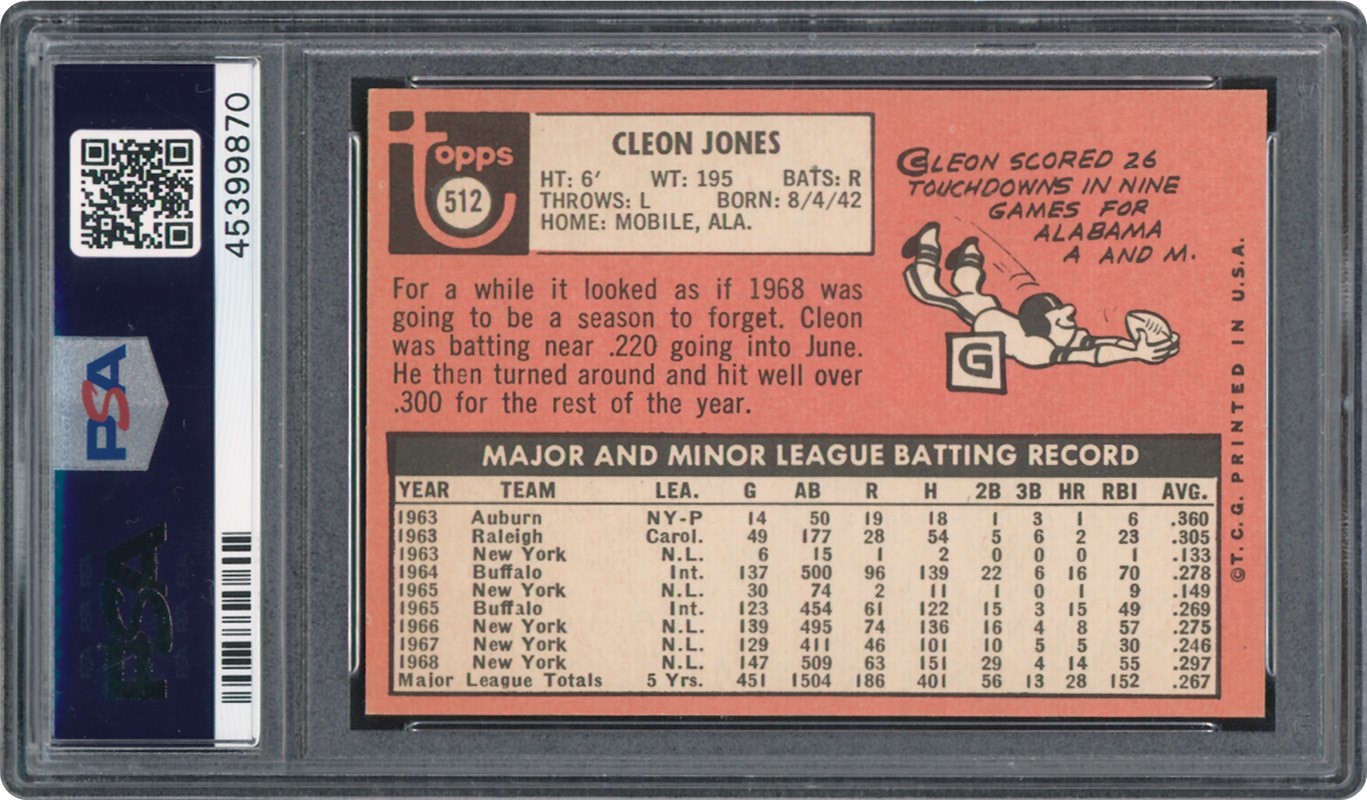 45399870
PSA
PSA
Topps
512
CLEON JONES
HT: 6' WT: 195 BATS: R
THROWS: L BORN: 8/4/42
HOME: MOBILE, ALA.
CLEON SCORED 26
TOUCHDOWNS IN NINE
GAMES FOR
ALABAMA
A AND M.
G
For a while it looked as if 1968 was
going to be a season to forget. Cleon
was batting near .220 going into June.
He then turned around and hit well over
.300 for the rest of the year.
MAJOR AND MINOR LEAGUE BATTING RECORD
YEAR TEAM LEA. G AB R H 2B 3B HR RBI AVG.
1963 Auburn NY-P 14 50 19 18 1 3 1 6 .360
1963 Raleigh Carol. 49 177 28 54 5 6 2 23 .305
1963 New York N.L. 6 15 1 2 0 0 0 1 .133
1964 Buffalo Int. 137 500 96 139 22 6 16 70 .278
1965 New York N.L. 30 74 2 11 1 0 1 9 .149
1965 Buffalo Int. 123 454 61 122 15 3 15 49 .269
1966 New York N.L. 139 495 74 136 16 4 8 57 .275
1967 New York N.L. 129 411 46 101 10 5 5 30 .246
1968 New York N.L. 147 509 63 151 29 4 14 55 .297
Major League Totals 5 Yrs. 451 1504 186 401 56 13 28 152 .267
©T.C.G. PRINTED IN U.S.A.